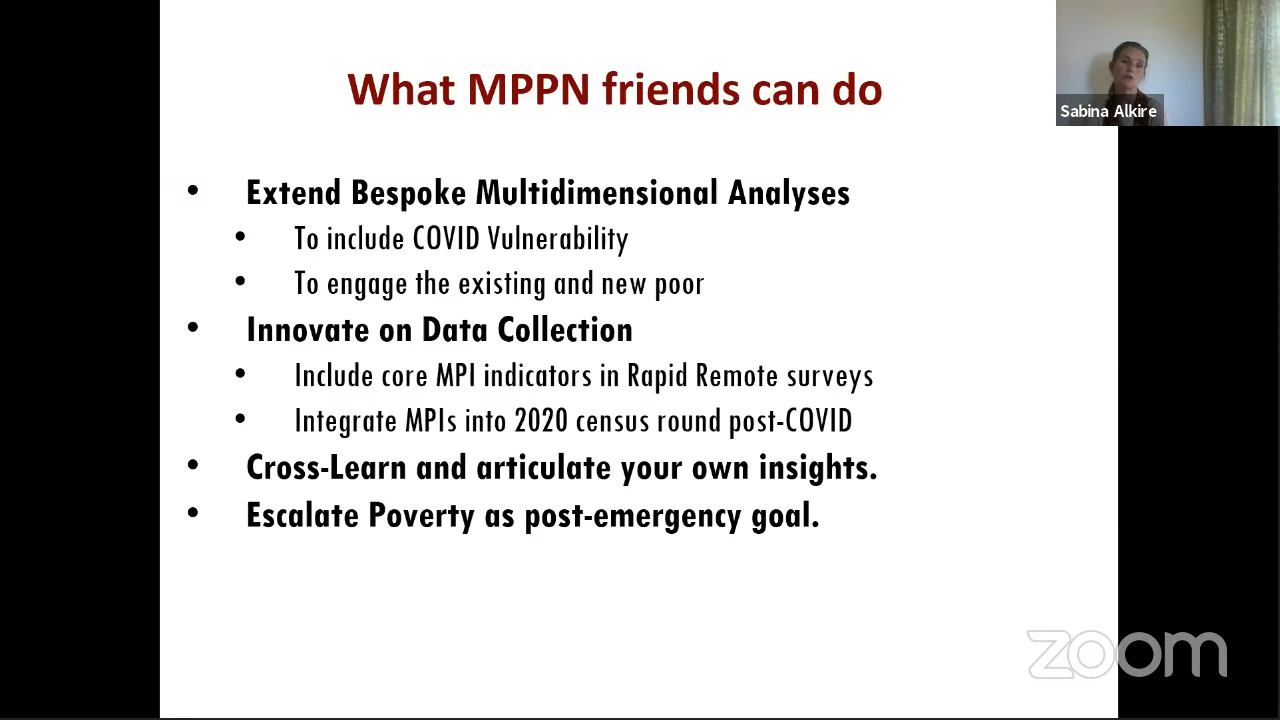 What MPPN friends can do
Sabina Alkire
• Extend Bespoke Multidimensional Analyses
• To include COVID Vulnerability
• To engage the existing and new poor
• Innovate on Data Collection
• Include core MPI indicators in Rapid Remote surveys
• Integrate MPIs into 2020 census round post-COVID
• Cross-Learn and articulate your own insights.
• Escalate Poverty as post-emergency goal.
zoom